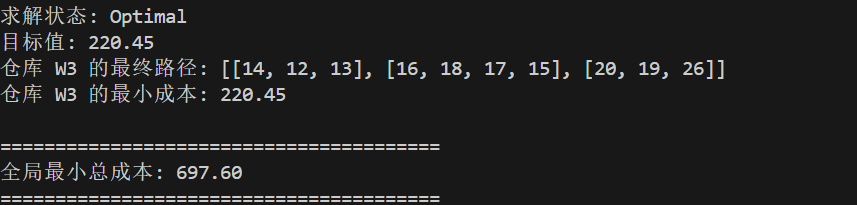 求解状态: Optimal
目标值: 220.45
仓库 W3 的最终路径: [[14, 12, 13], [16, 18, 17, 15], [20, 19, 26]]
仓库 W3 的最小成本: 220.45
========================================
全局最小总成本: 697.60
========================================